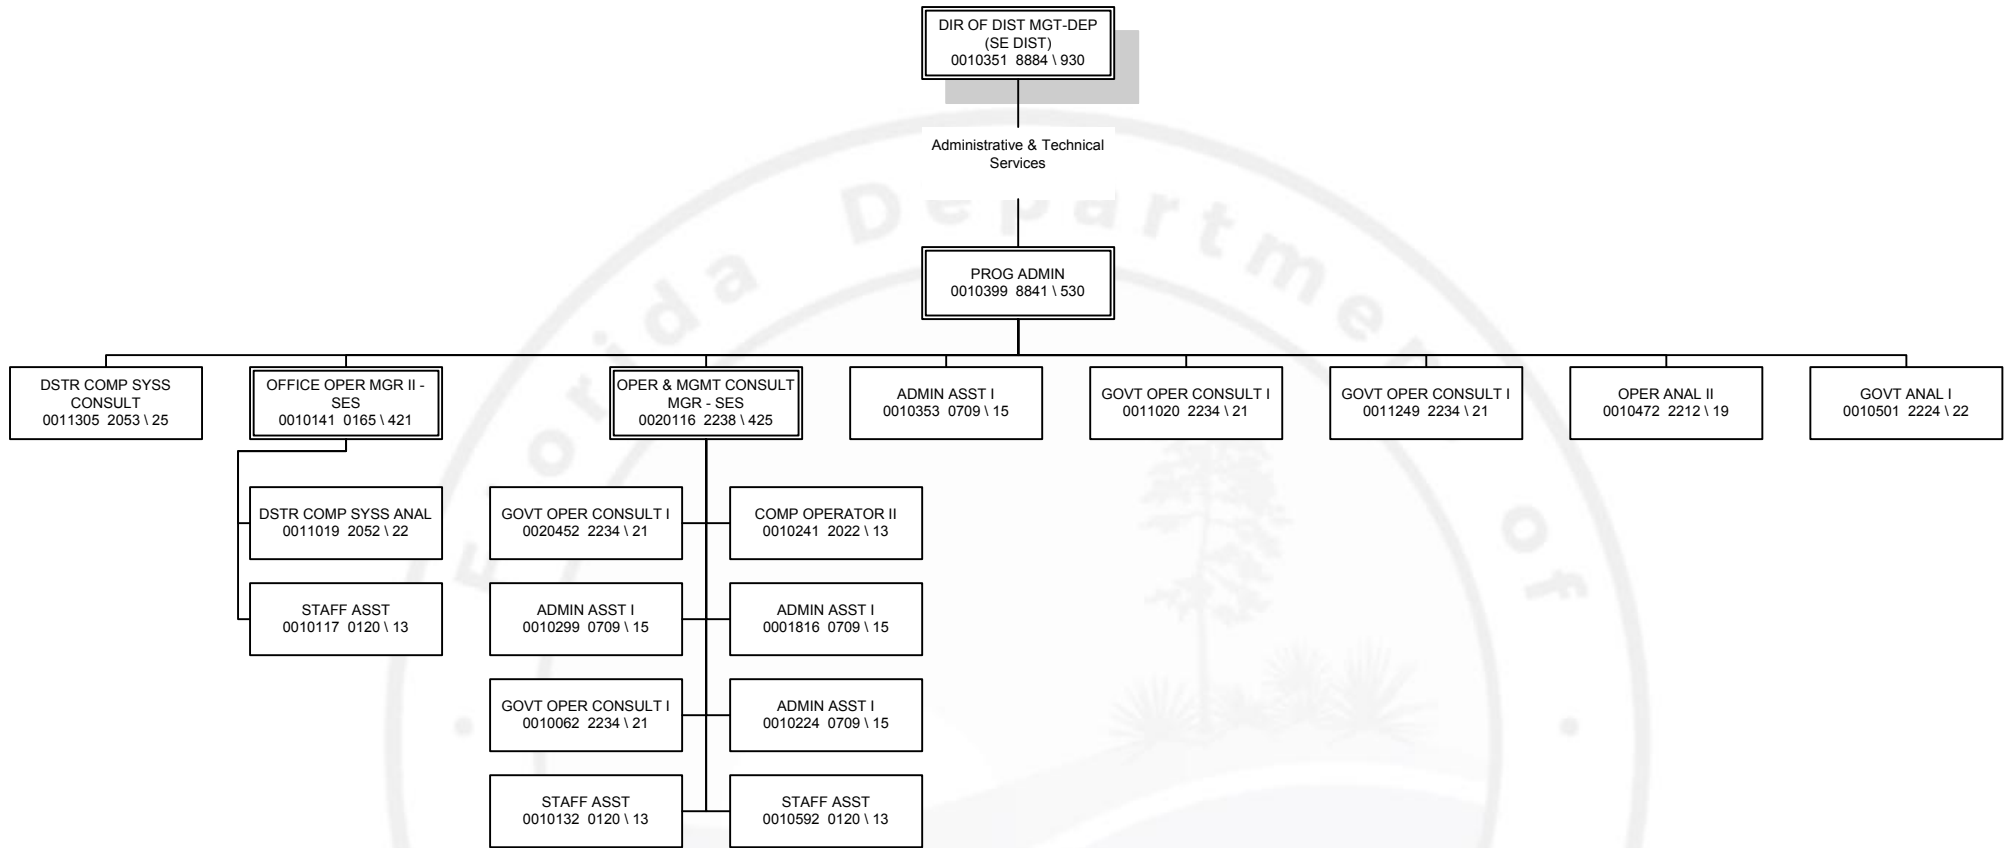 DIR OF DIST MGT-DEP
(SE DIST)
0010351 8884 \ 930
Administrative & Technical
Services
PROG ADMIN
0010399 8841 \ 530
DSTR COMP SYSS
CONSULT
0011305 2053 \ 25
OFFICE OPER MGR II -
SES
0010141 0165 \ 421
OPER & MGMT CONSULT
MGR - SES
0020116 2238 \ 425
ADMIN ASST I
0010353 0709 \ 15
GOVT OPER CONSULT I
0011020 2234 \ 21
GOVT OPER CONSULT I
0011249 2234 \ 21
OPER ANAL II
0010472 2212 \ 19
GOVT ANAL I
0010501 2224 \ 22
DSTR COMP SYSS ANAL
0011019 2052 \ 22
STAFF ASST
0010117 0120 \ 13
GOVT OPER CONSULT I
0020452 2234 \ 21
COMP OPERATOR II
0010241 2022 \ 13
ADMIN ASST I
0010299 0709 \ 15
ADMIN ASST I
0001816 0709 \ 15
GOVT OPER CONSULT I
0010062 2234 \ 21
ADMIN ASST I
0010224 0709 \ 15
STAFF ASST
0010132 0120 \ 13
STAFF ASST
0010592 0120 \ 13
Florida Department of